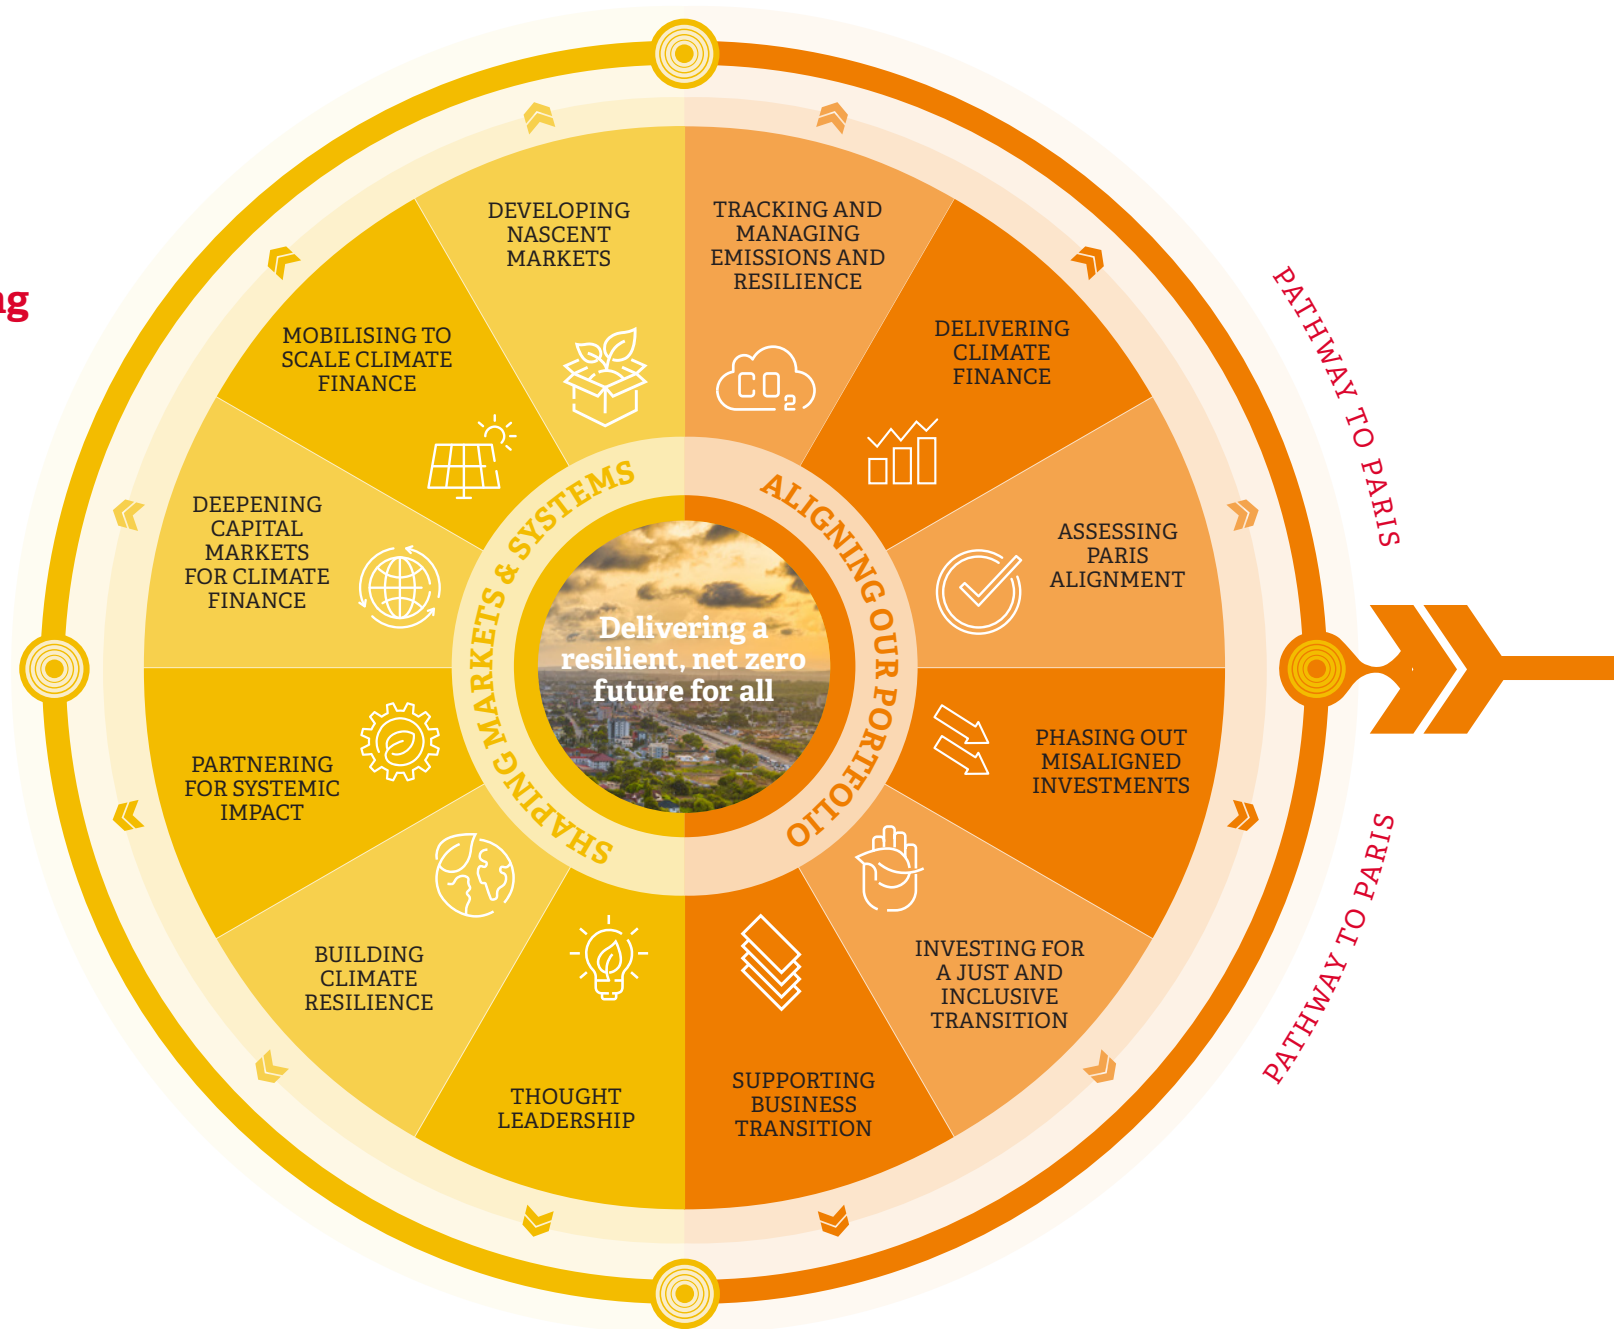 DEVELOPING
NASCENT
MARKETS
TRACKING AND
MANAGING
EMISSIONS AND
RESILIENCE
CO₂
DELIVERING
CLIMATE
FINANCE
MOBILISING TO
SCALE CLIMATE
FINANCE
DEEPENING
CAPITAL
MARKETS
FOR CLIMATE
FINANCE
ASSESSING
PARIS
ALIGNMENT
SHAPING MARKETS & SYSTEMS
ALIGNING OUR PORTFOLIO
Delivering a
resilient, net zero
future for all
PARTNERING
FOR SYSTEMIC
IMPACT
PHASING OUT
MISALIGNED
INVESTMENTS
BUILDING
CLIMATE
RESILIENCE
INVESTING FOR
A JUST AND
INCLUSIVE
TRANSITION
THOUGHT
LEADERSHIP
SUPPORTING
BUSINESS
TRANSITION
PATHWAY TO PARIS
PATHWAY TO PARIS